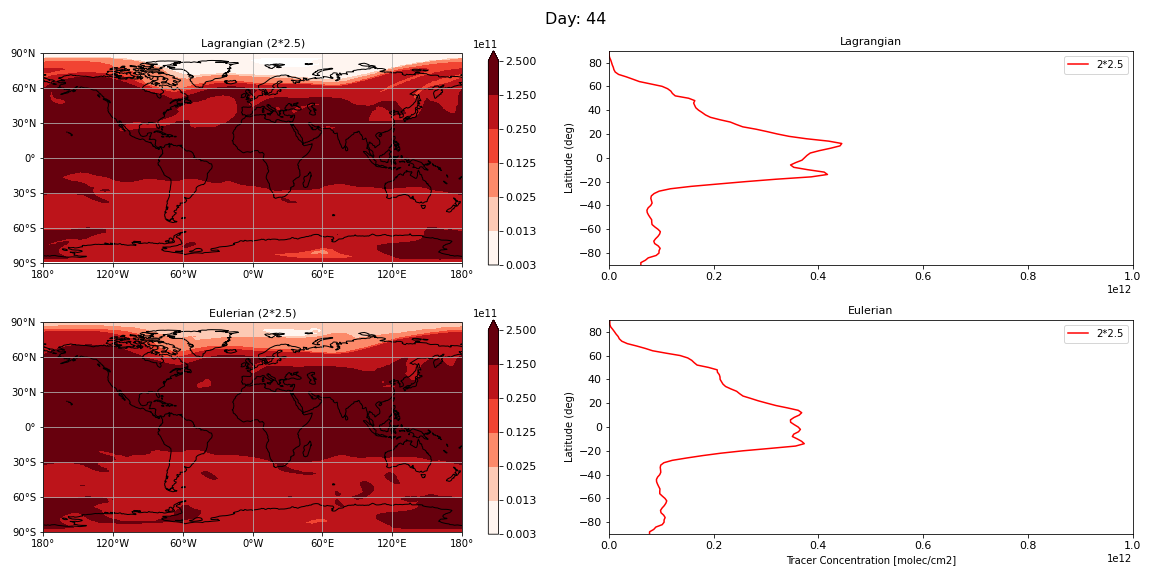 Day: 44
Lagrangian (2*2.5)
1e11
90°N
60°N
30°N
0°
30°S
60°S
90°S
180° 120°W 60°W 0°W 60°E 120°E 180°
2.500
1.250
0.250
0.125
0.025
0.013
0.003
Lagrangian
2*2.5
Latitude (deg)
80
60
40
20
0
−20
−40
−60
−80
0.0 0.2 0.4 0.6 0.8 1.0
1e12
Eulerian (2*2.5)
1e11
90°N
60°N
30°N
0°
30°S
60°S
90°S
180° 120°W 60°W 0°W 60°E 120°E 180°
2.500
1.250
0.250
0.125
0.025
0.013
0.003
Eulerian
2*2.5
Latitude (deg)
80
60
40
20
0
−20
−40
−60
−80
0.0 0.2 0.4 0.6 0.8 1.0
Tracer Concentration [molec/cm2]
1e12